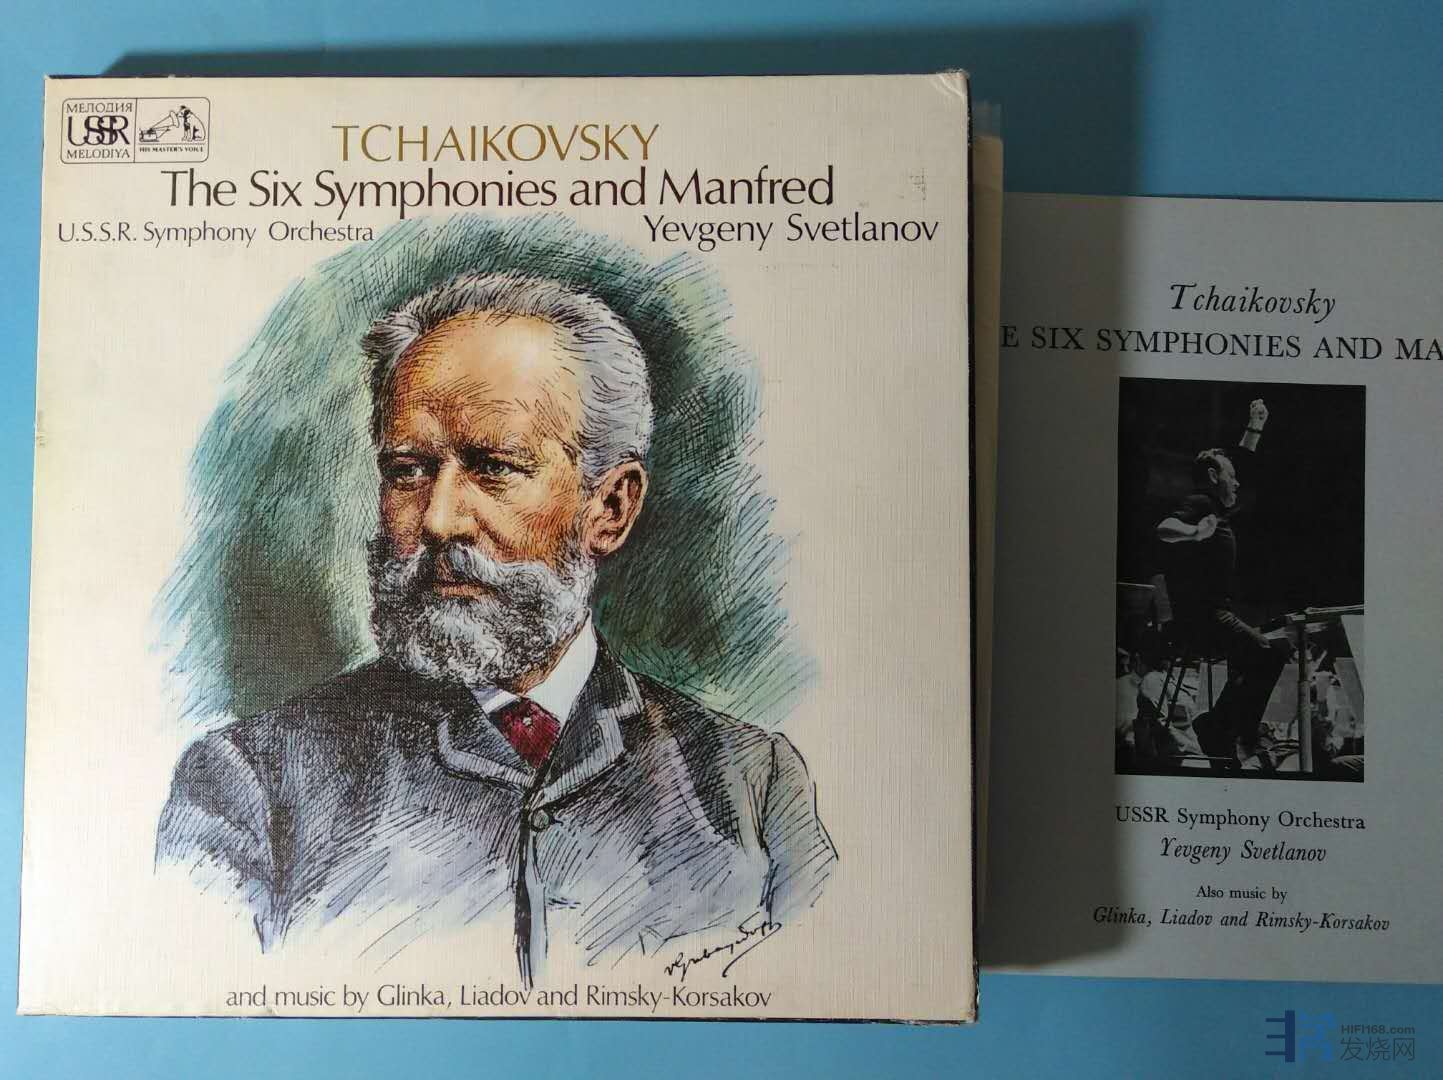 МЕЛОДИЯ
USSR
MELODIYA
HIS MASTER'S VOICE
TCHAIKOVSKY
The Six Symphonies and Manfred
U.S.S.R. Symphony Orchestra
Yevgeny Svetlanov
and music by Glinka, Liadov and Rimsky-Korsakov
Tchaikovsky
E SIX SYMPHONIES AND MA
USSR Symphony Orchestra
Yevgeny Svetlanov
Also music by
Glinka, Liadov and Rimsky-Korsakov
HIFI168.com
发烧网